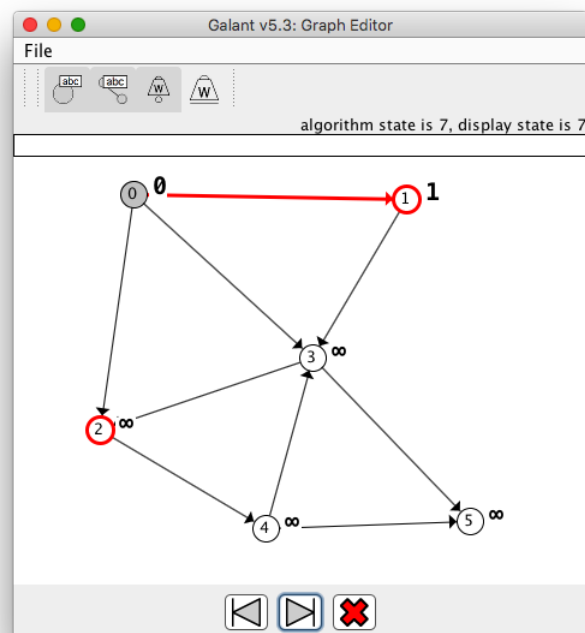 Galant v5.3: Graph Editor
File
abc abc W W
algorithm state is 7, display state is 7
0 0 1 1
3 ∞
2 ∞
4 ∞ 5 ∞